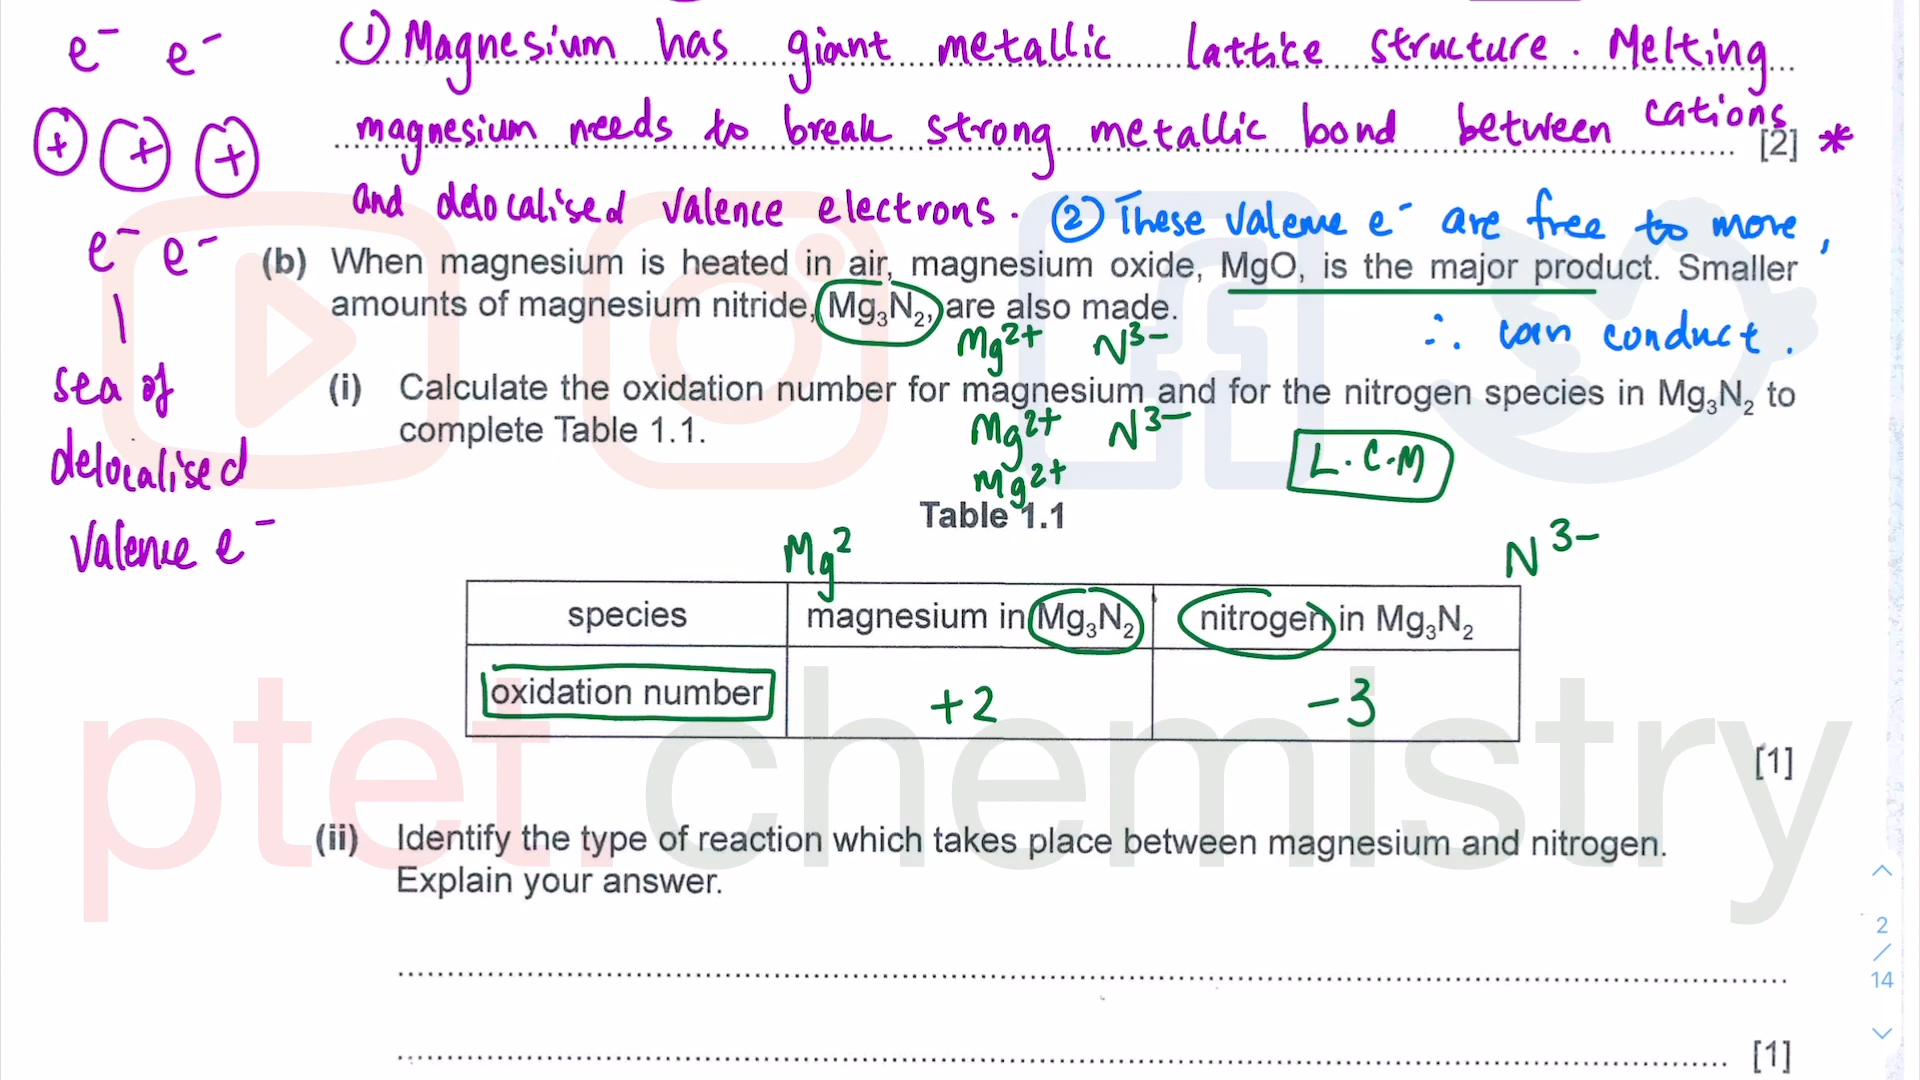 e⁻ e⁻
① Magnesium has giant metallic lattice structure. Melting
+ + +
magnesium needs to break strong metallic bond between cations
[2] *
and delocalised valence electrons. ② These valence e⁻ are free to move,
e⁻ e⁻
(b) When magnesium is heated in air, magnesium oxide, MgO, is the major product. Smaller
amounts of magnesium nitride, Mg₃N₂, are also made.
∴ can conduct.
Mg²⁺ N³⁻
sea of
delocalised
valence e⁻
(i) Calculate the oxidation number for magnesium and for the nitrogen species in Mg₃N₂ to
complete Table 1.1.
Mg²⁺ N³⁻
L.C.M
Mg²⁺
Table 1.1
Mg² N³⁻
species magnesium in Mg₃N₂ nitrogen in Mg₃N₂
oxidation number +2 -3
[1]
ptet chemistry
(ii) Identify the type of reaction which takes place between magnesium and nitrogen.
Explain your answer.
[1]
2
/
14